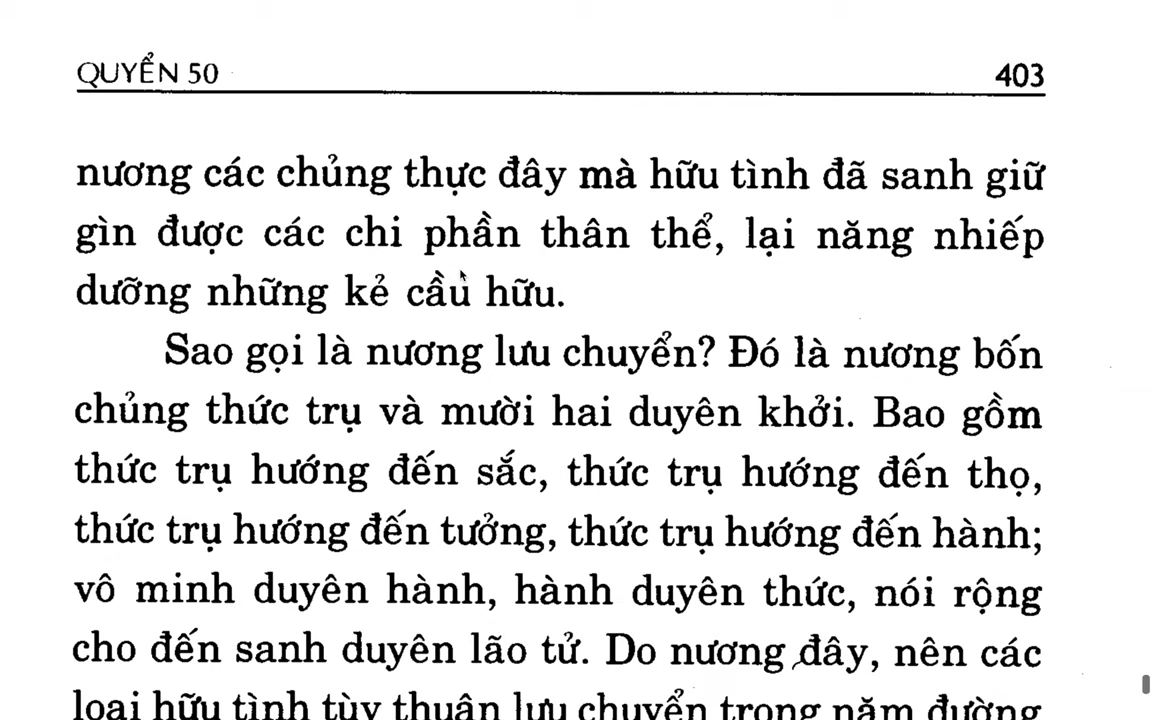 QUYỂN 50 403
nương các chủng thực đây mà hữu tình đã sanh giữ
gìn được các chi phần thân thể, lại năng nhiếp
dưỡng những kẻ cầu hữu.
Sao gọi là nương lưu chuyển? Đó là nương bốn
chủng thức trụ và mười hai duyên khởi. Bao gồm
thức trụ hướng đến sắc, thức trụ hướng đến thọ,
thức trụ hướng đến tưởng, thức trụ hướng đến hành;
vô minh duyên hành, hành duyên thức, nói rộng
cho đến sanh duyên lão tử. Do nương đây, nên các
loại hữu tình tùy thuận lưu chuyển trong năm đường